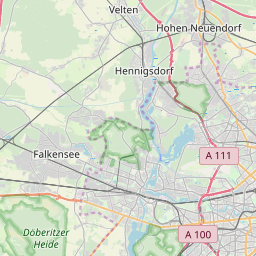 Velten
Hohen Neuendorf
Hennigsdorf
A 111
Falkensee
Döberitzer
Heide
A 100